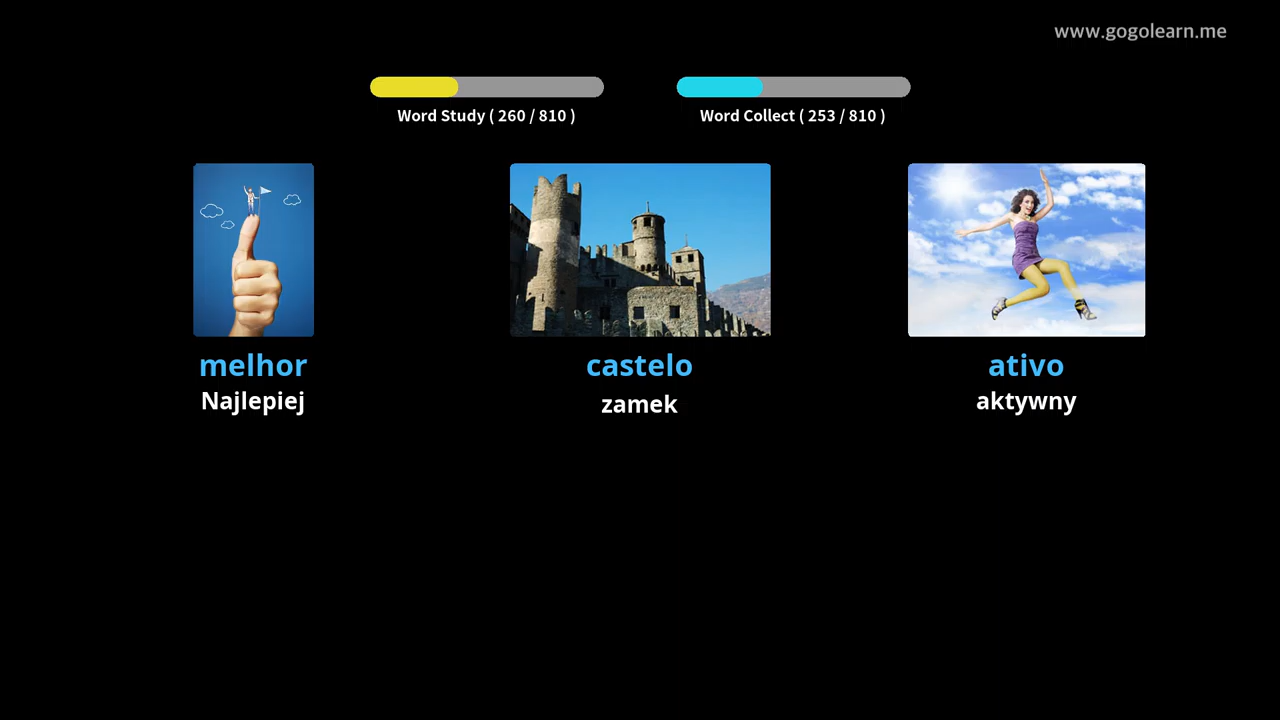 www.gogolearn.me
Word Study ( 260 / 810 )
Word Collect ( 253 / 810 )
melhor
Najlepiej
castelo
zamek
ativo
aktywny